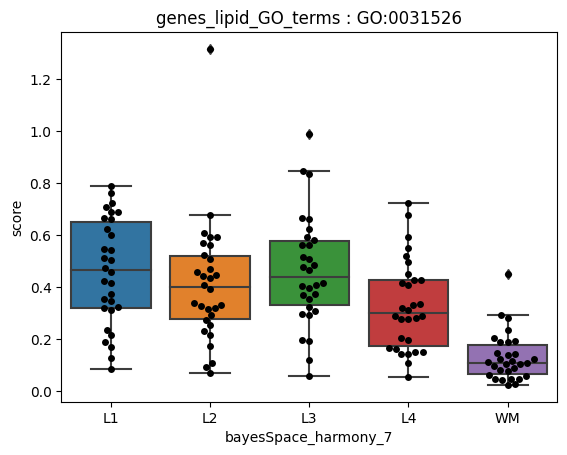 genes_lipid_GO_terms : GO:0031526
score
1.2
1.0
0.8
0.6
0.4
0.2
0.0
L1 L2 L3 L4 WM
bayesSpace_harmony_7